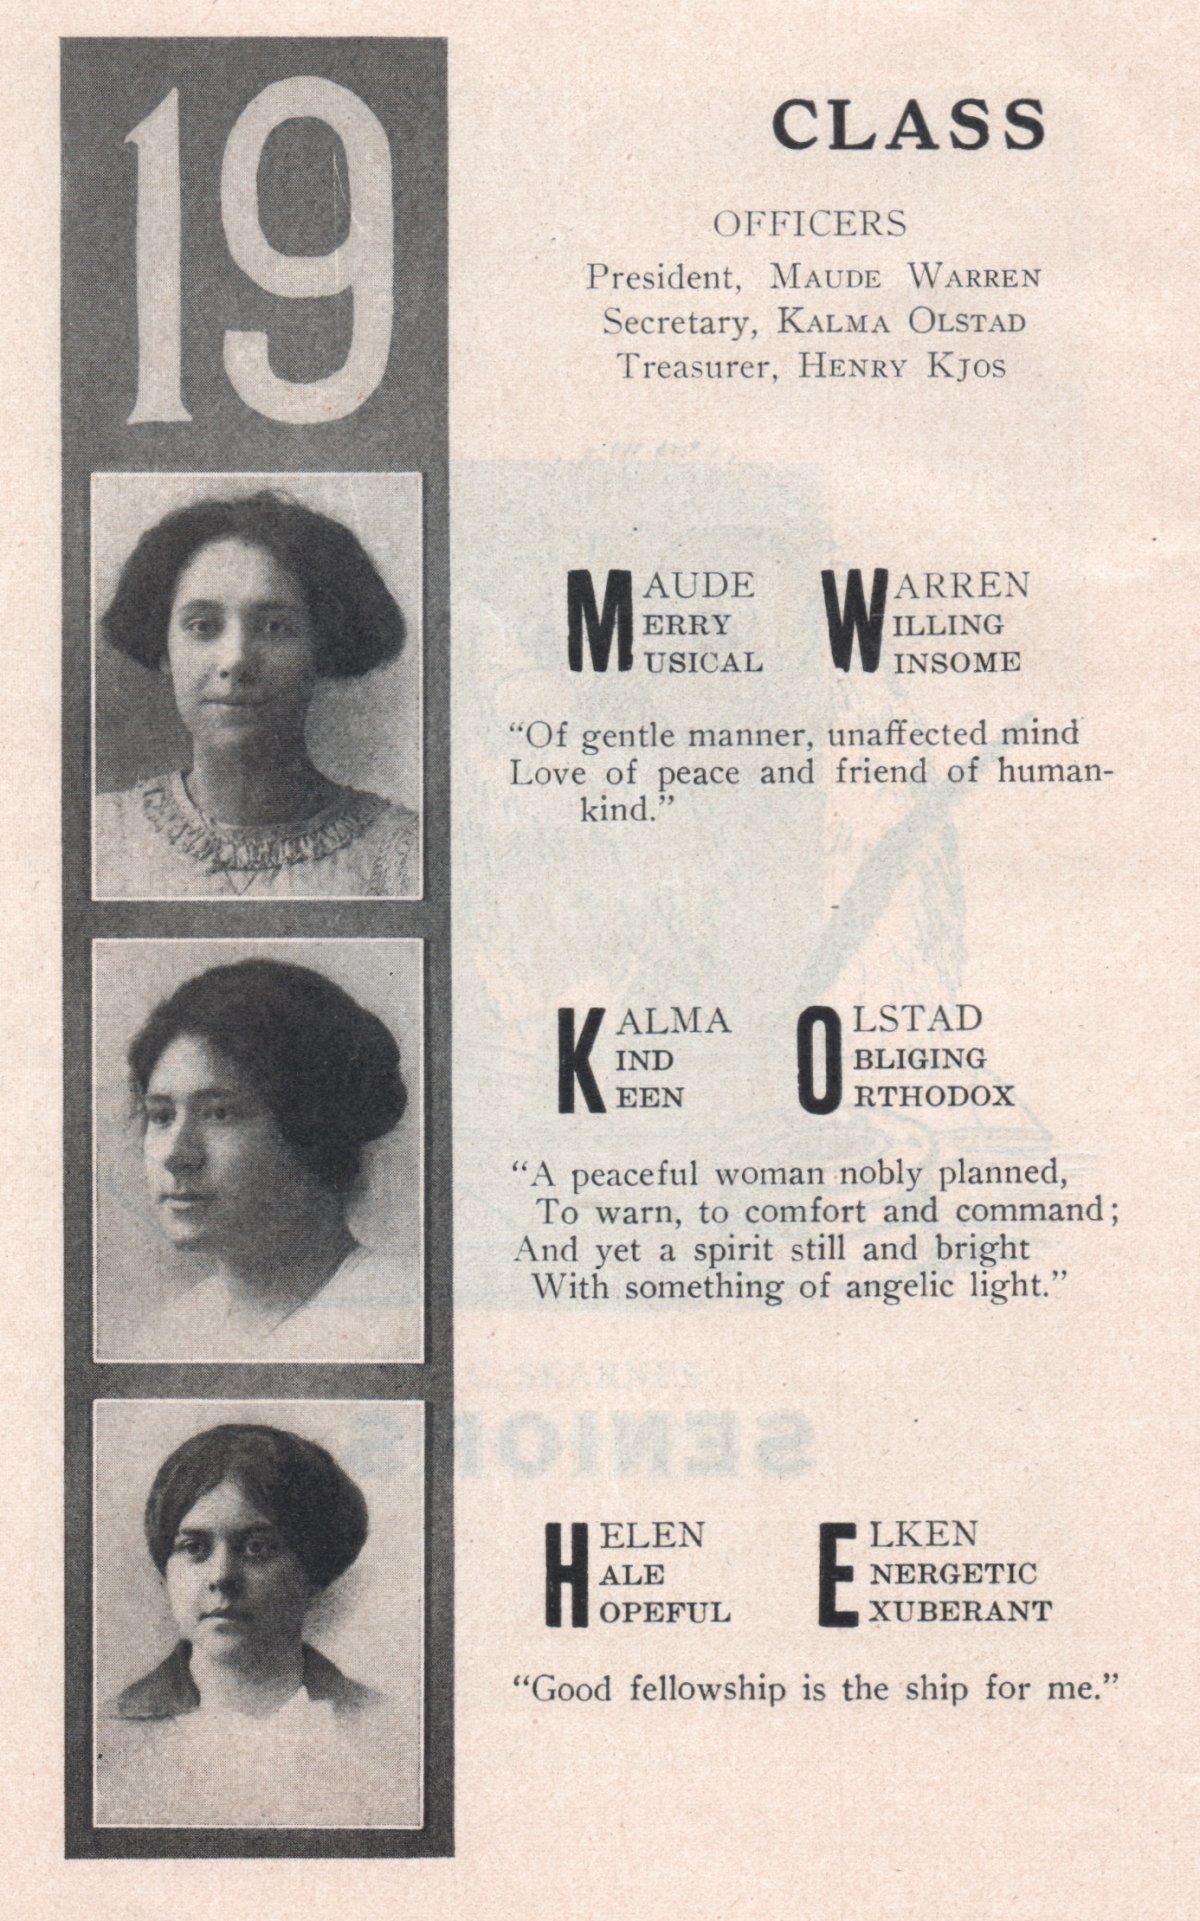 19
CLASS
OFFICERS
President, MAUDE WARREN
Secretary, KALMA OLSTAD
Treasurer, HENRY KJOS
MAUDE WARREN
MERRY WILLING
MUSICAL WINSOME
“Of gentle manner, unaffected mind
Love of peace and friend of human-
kind.”
KALMA OLSTAD
KIND OBLIGING
KEEN ORTHODOX
“A peaceful woman nobly planned,
To warn, to comfort and command;
And yet a spirit still and bright
With something of angelic light.”
HELEN ELKEN
HALE ENERGETIC
HOPEFUL EXUBERANT
“Good fellowship is the ship for me.”
SENIORS